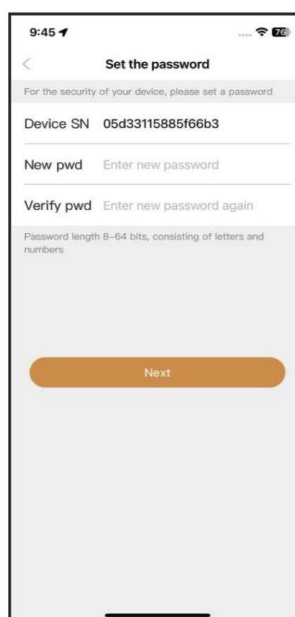 9:45
76
Set the password
For the security of your device, please set a password
Device SN 05d33115885f66b3
New pwd Enter new password
Verify pwd Enter new password again
Password length 8-64 bits, consisting of letters and
numbers
Next